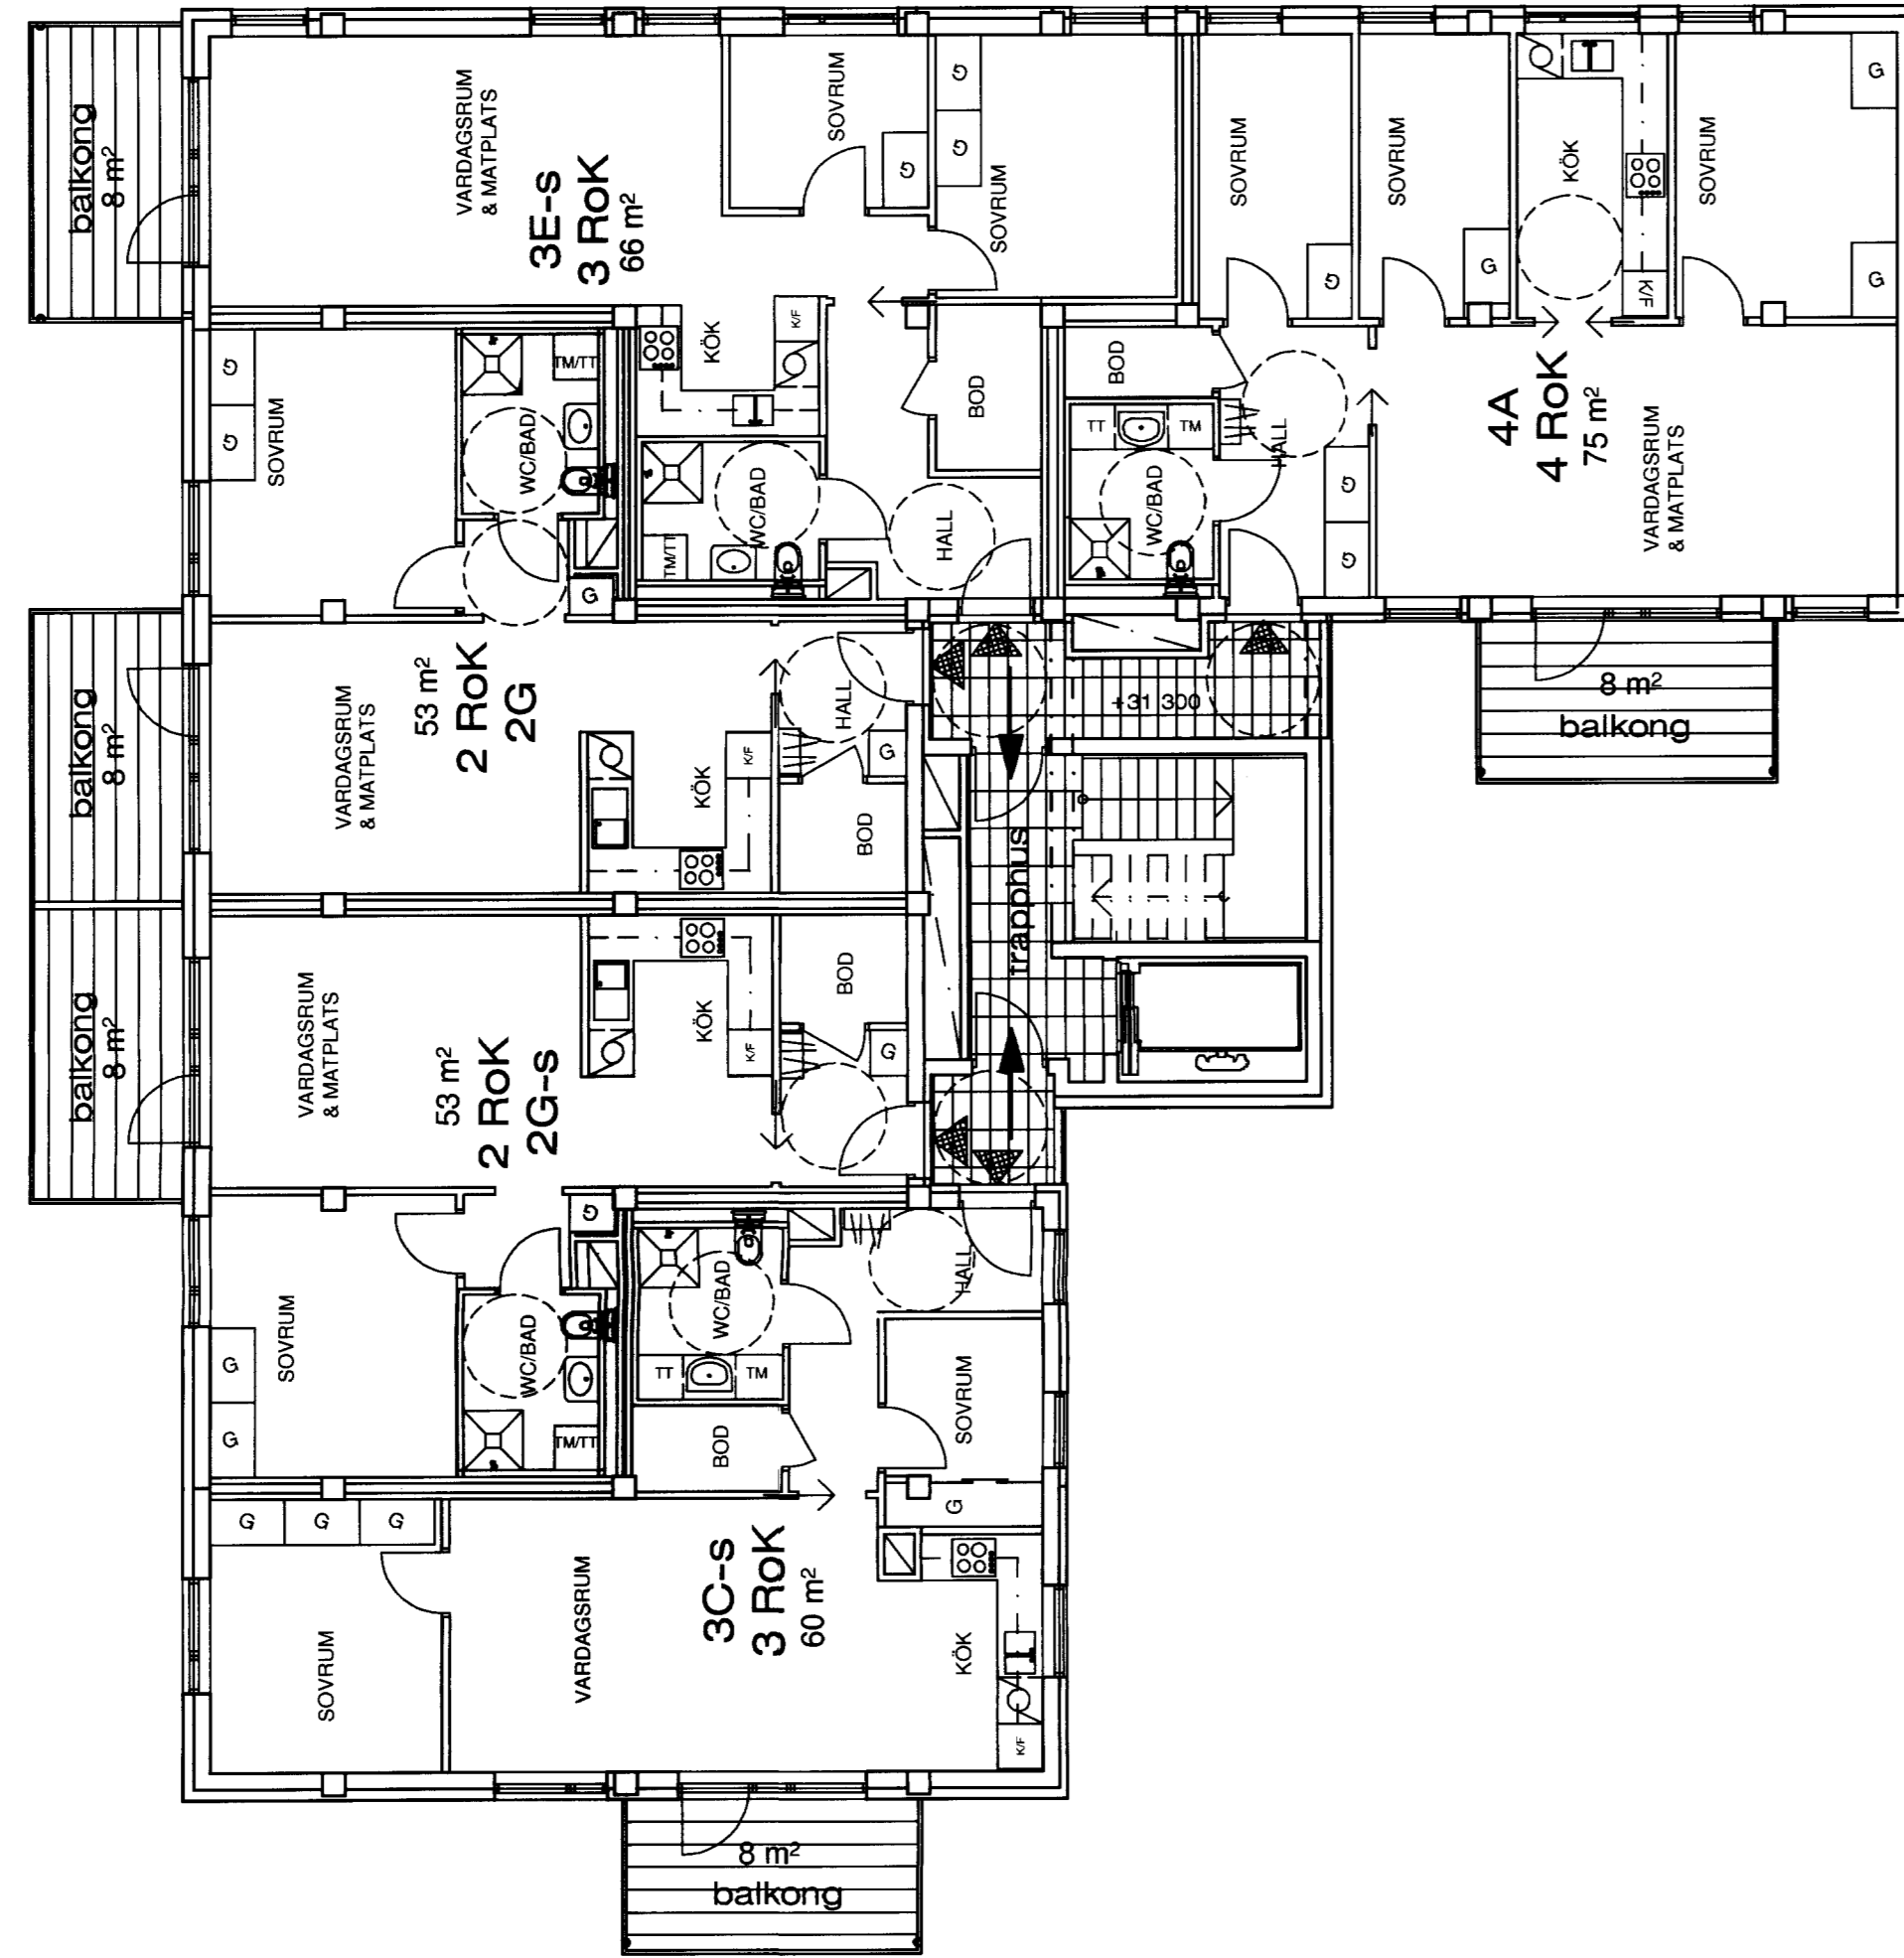 balkong
8 m²
VARDAGSRUM
& MATPLATS
3E-s
3 RoK
66 m²
SOVRUM
G
G
G
SOVRUM
KÖK
K/F
BOD
WC/BAD
TM/TT
HALL
SOVRUM
G
SOVRUM
G
KÖK
K/F
SOVRUM
G
G
BOD
TT
TM
WC/BAD
HALL
G
G
4A
4 RoK
75 m²
VARDAGSRUM
& MATPLATS
8 m²
balkong
G
G
SOVRUM
WC/BAD
TM/TT
G
balkong
8 m²
VARDAGSRUM
& MATPLATS
53 m²
2 RoK
2G
KÖK
K/F
HALL
G
BOD
+31 300
trapphus
balkong
8 m²
VARDAGSRUM
& MATPLATS
53 m²
2 RoK
2G-s
KÖK
K/F
BOD
G
SOVRUM
G
G
G
WC/BAD
TM/TT
WC/BAD
TT
TM
HALL
BOD
SOVRUM
G
G
G
G
SOVRUM
VARDAGSRUM
3C-s
3 RoK
60 m²
KÖK
K/F
8 m²
balkong